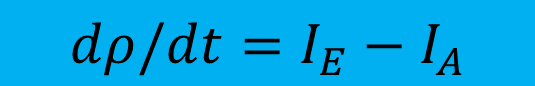 dρ/dt = I_E − I_A